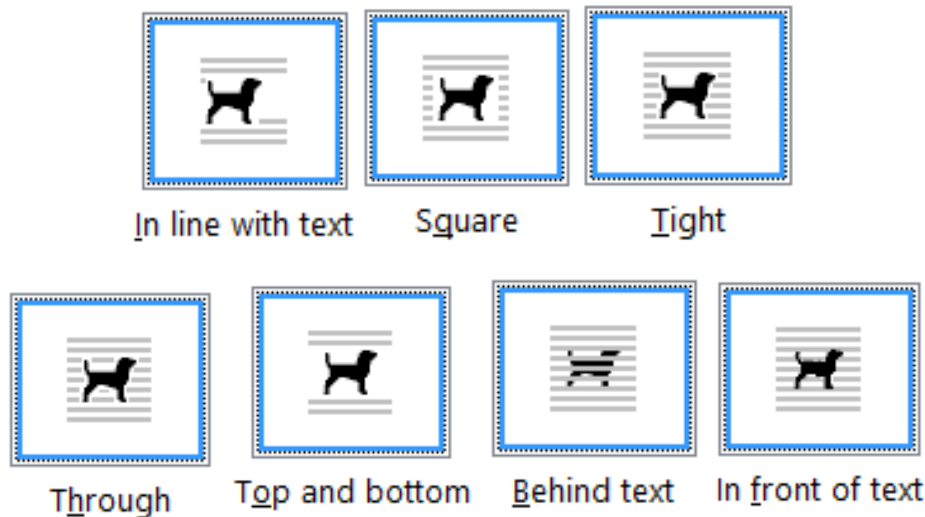 In line with text
Square
Tight
Through
Top and bottom
Behind text
In front of text